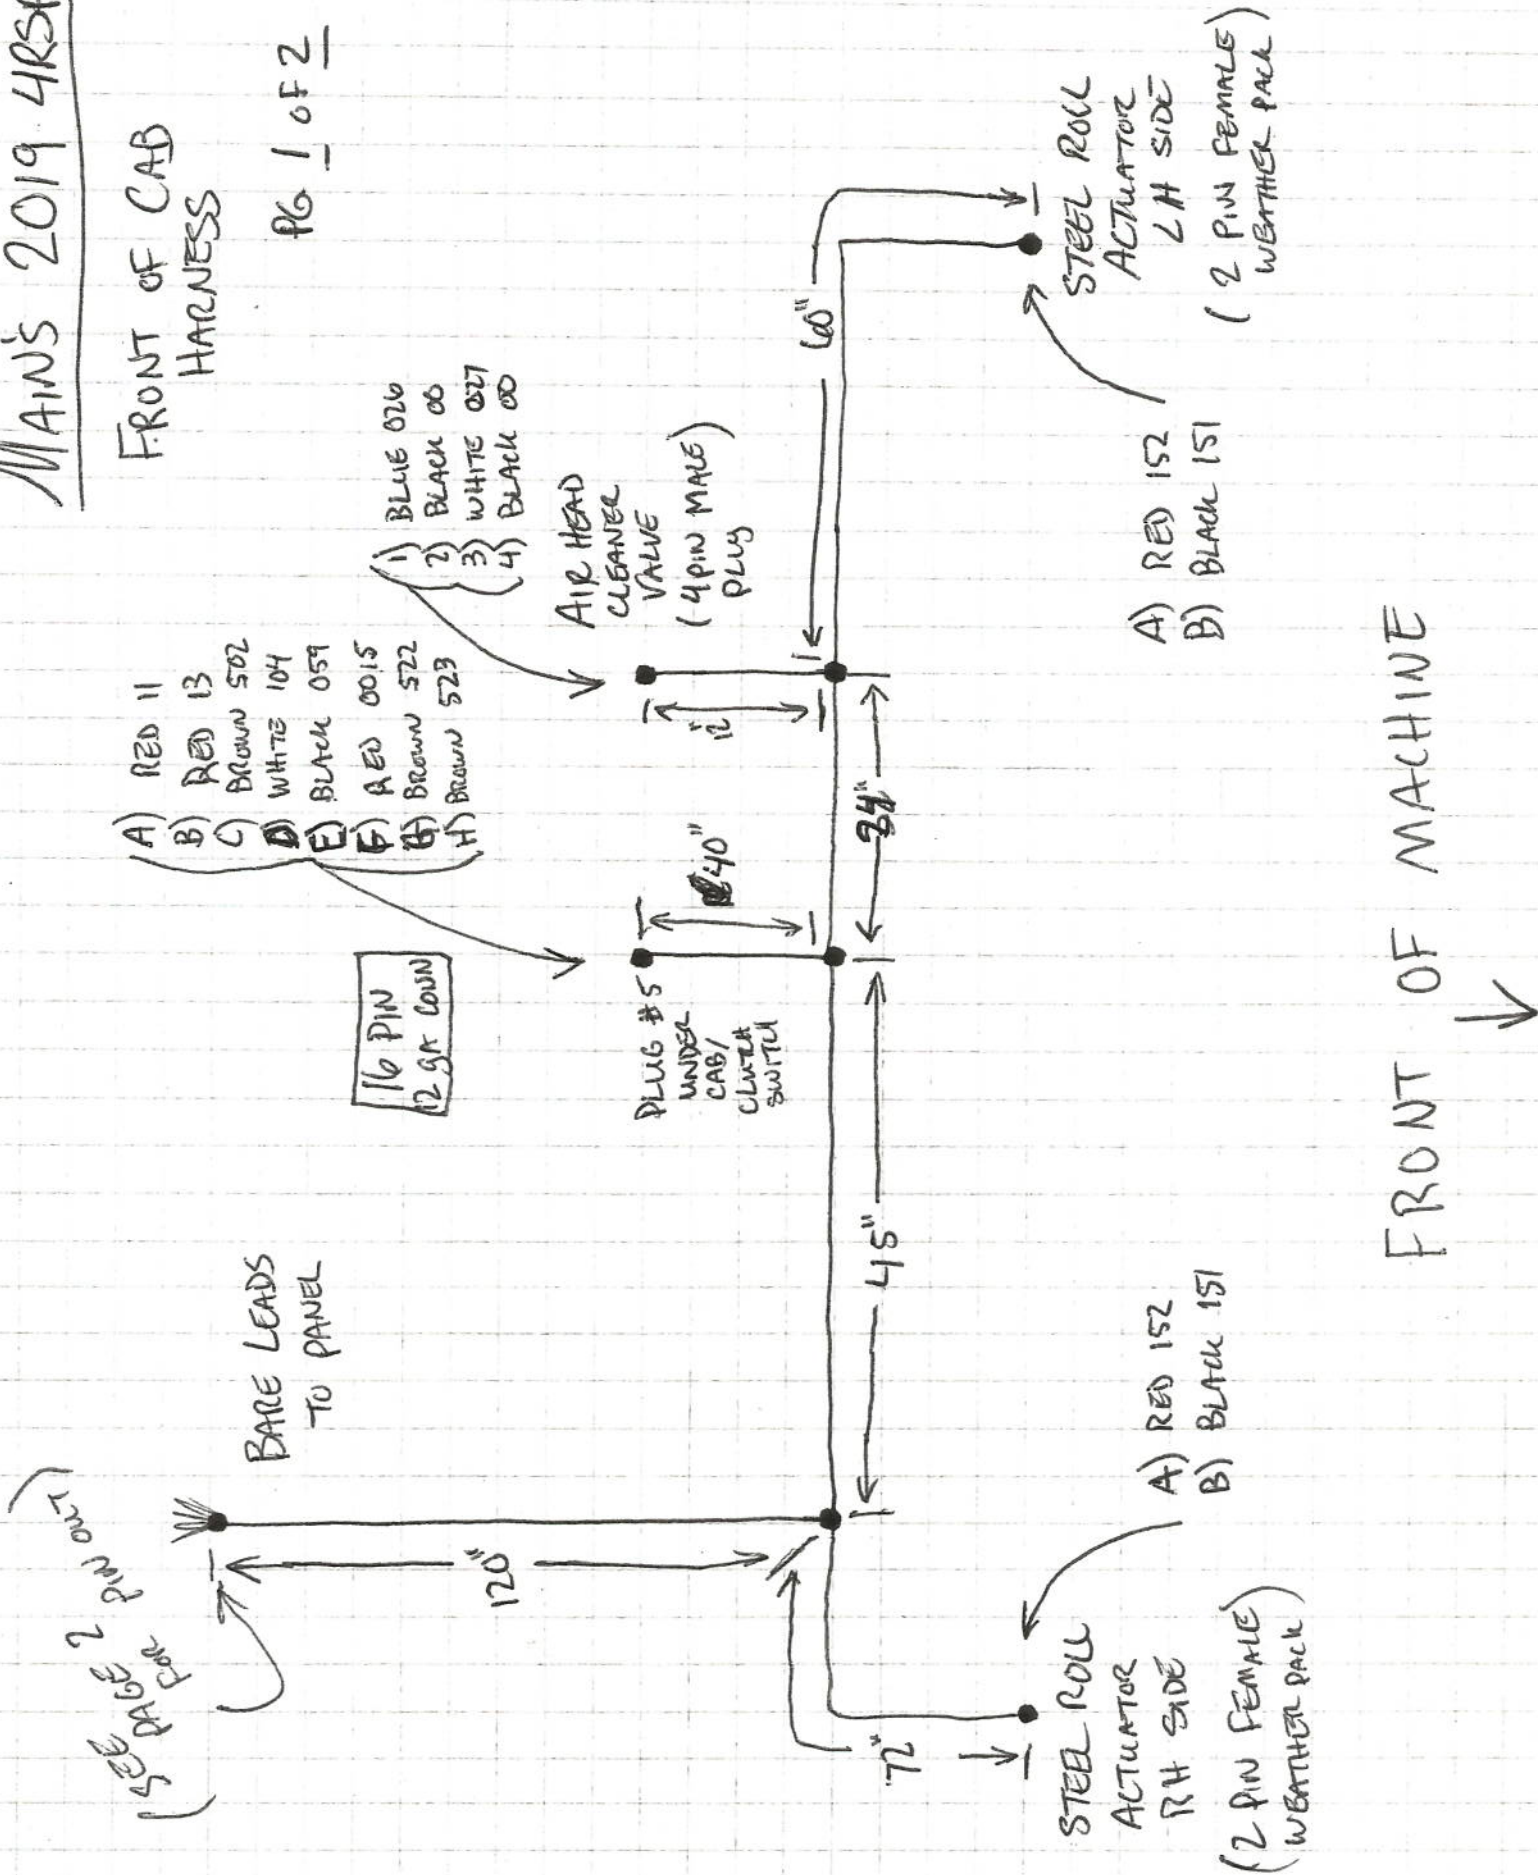 MAIN'S 2019 4RSH
FRONT OF CAB
HARNESS
PG 1 OF 2
(SEE PAGE 2
FOR PIN OUT)
BARE LEADS
TO PANEL
120"
72"
45"
40"
12"
60"
16 PIN
12 GA CONN
A) RED 11
B) RED 13
C) BROWN 502
D) WHITE 104
E) BLACK 059
F) RED 0015
G) BROWN 522
H) BROWN 523
PLUG #5
UNDER
CAB/
CLUTCH
SWITCH
1) BLUE 026
2) BLACK 00
3) WHITE 027
4) BLACK 00
AIR HEAD
CLEANER
VALVE
(4 PIN MALE)
PLUG
STEEL ROLL
ACTUATOR
RH SIDE
(2 PIN FEMALE)
WEATHER PACK)
A) RED 152
B) BLACK 151
A) RED 152
B) BLACK 151
STEEL ROLL
ACTUATOR
LH SIDE
(2 PIN FEMALE)
WEATHER PACK)
FRONT OF MACHINE